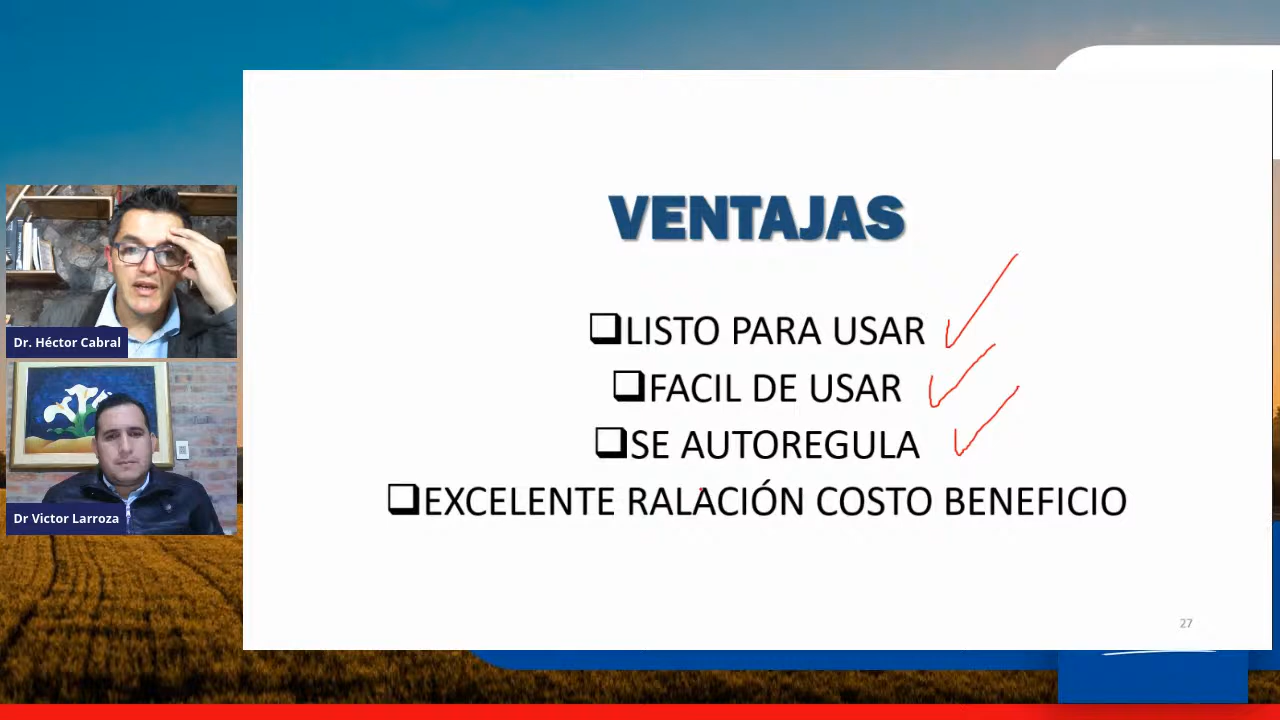 VENTAJAS
❑LISTO PARA USAR
❑FACIL DE USAR
❑SE AUTOREGULA
❑EXCELENTE RALACIÓN COSTO BENEFICIO
27
Dr. Héctor Cabral
Dr Victor Larroza